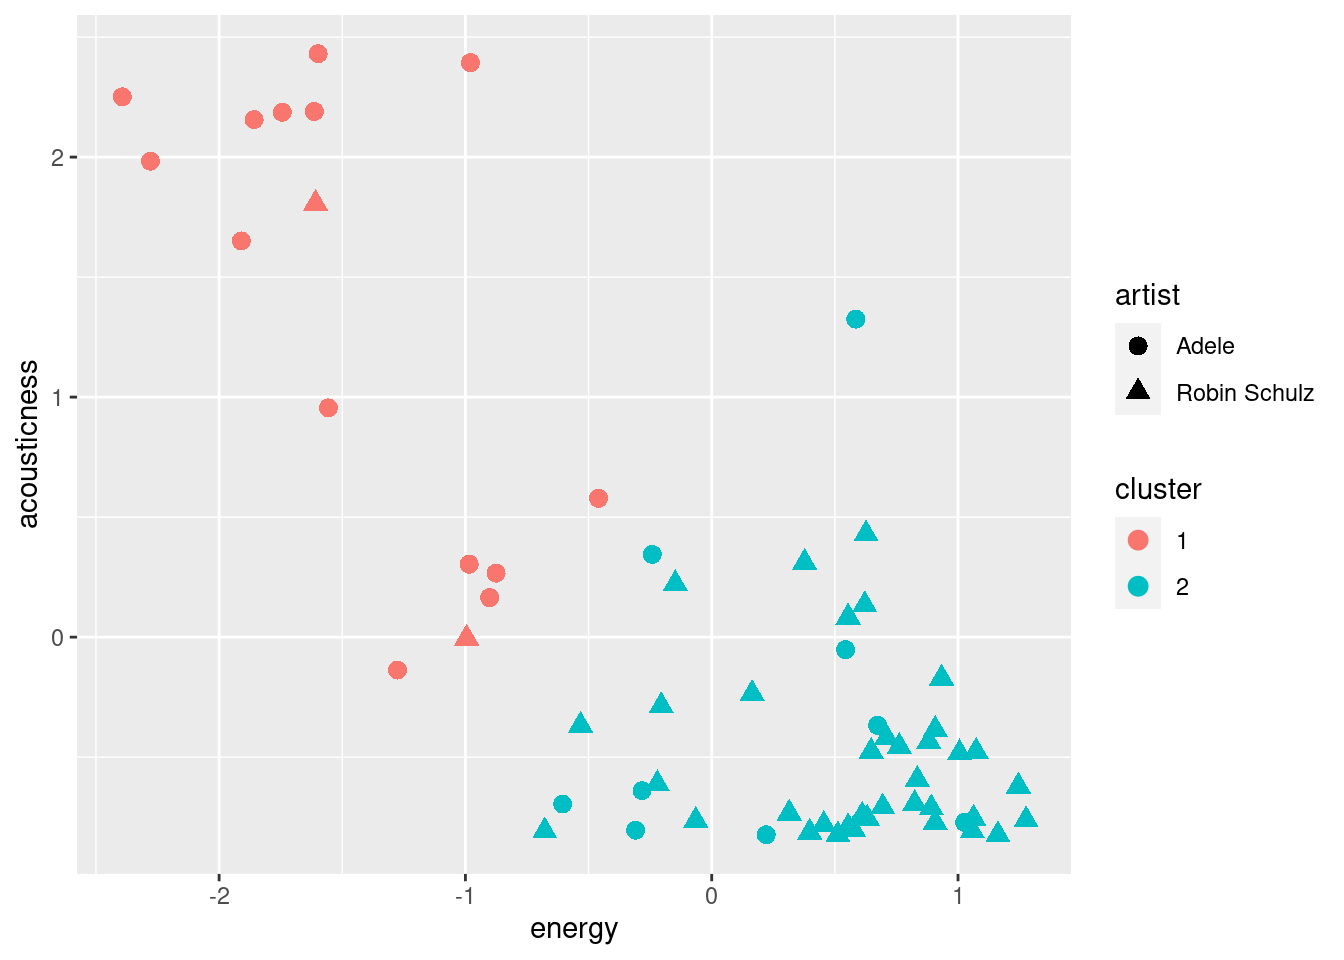 2
1
0
acousticness
-2
-1
0
1
energy
artist
Adele
Robin Schulz
cluster
1
2